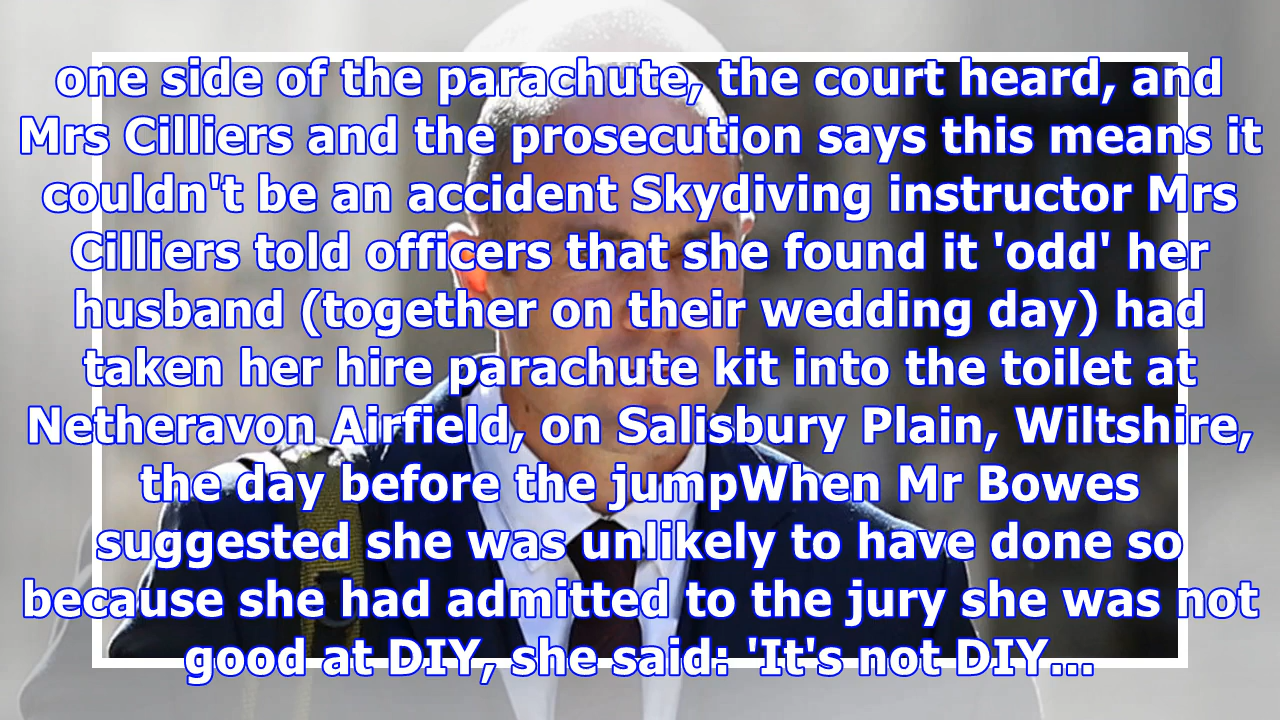 one side of the parachute, the court heard, and
Mrs Cilliers and the prosecution says this means it
couldn't be an accident Skydiving instructor Mrs
Cilliers told officers that she found it 'odd' her
husband (together on their wedding day) had
taken her hire parachute kit into the toilet at
Netheravon Airfield, on Salisbury Plain, Wiltshire,
the day before the jumpWhen Mr Bowes
suggested she was unlikely to have done so
because she had admitted to the jury she was not
good at DIY, she said: 'It's not DIY...